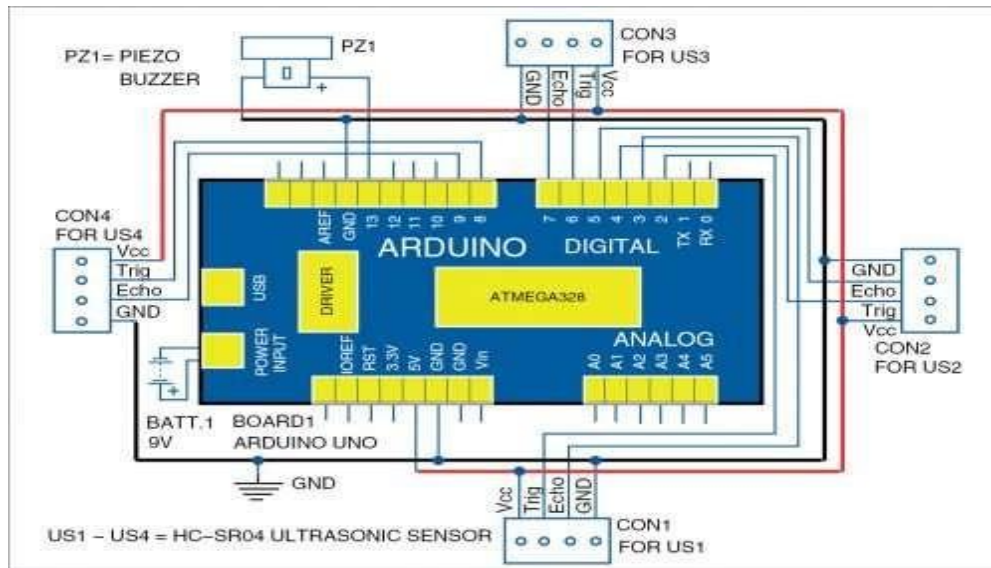 PZ1= PIEZO
BUZZER
PZ1
+
CON3
FOR US3
GND
Echo
Trig
Vcc
CON4
FOR US4
Vcc
Trig
Echo
GND
AREF
GND
13
12
11
10
9
8
7
6
5
4
3
2
TX 1
RX 0
ARDUINO
DIGITAL
USB
DRIVER
ATMEGA328
POWER
INPUT
ANALOG
IOREF
RST
3.3V
5V
GND
GND
Vin
A0
A1
A2
A3
A4
A5
GND
Echo
Trig
Vcc
CON2
FOR US2
+
BATT.1
9V
BOARD1
ARDUINO UNO
GND
Vcc
Trig
Echo
GND
CON1
FOR US1
US1 - US4 = HC-SR04 ULTRASONIC SENSOR